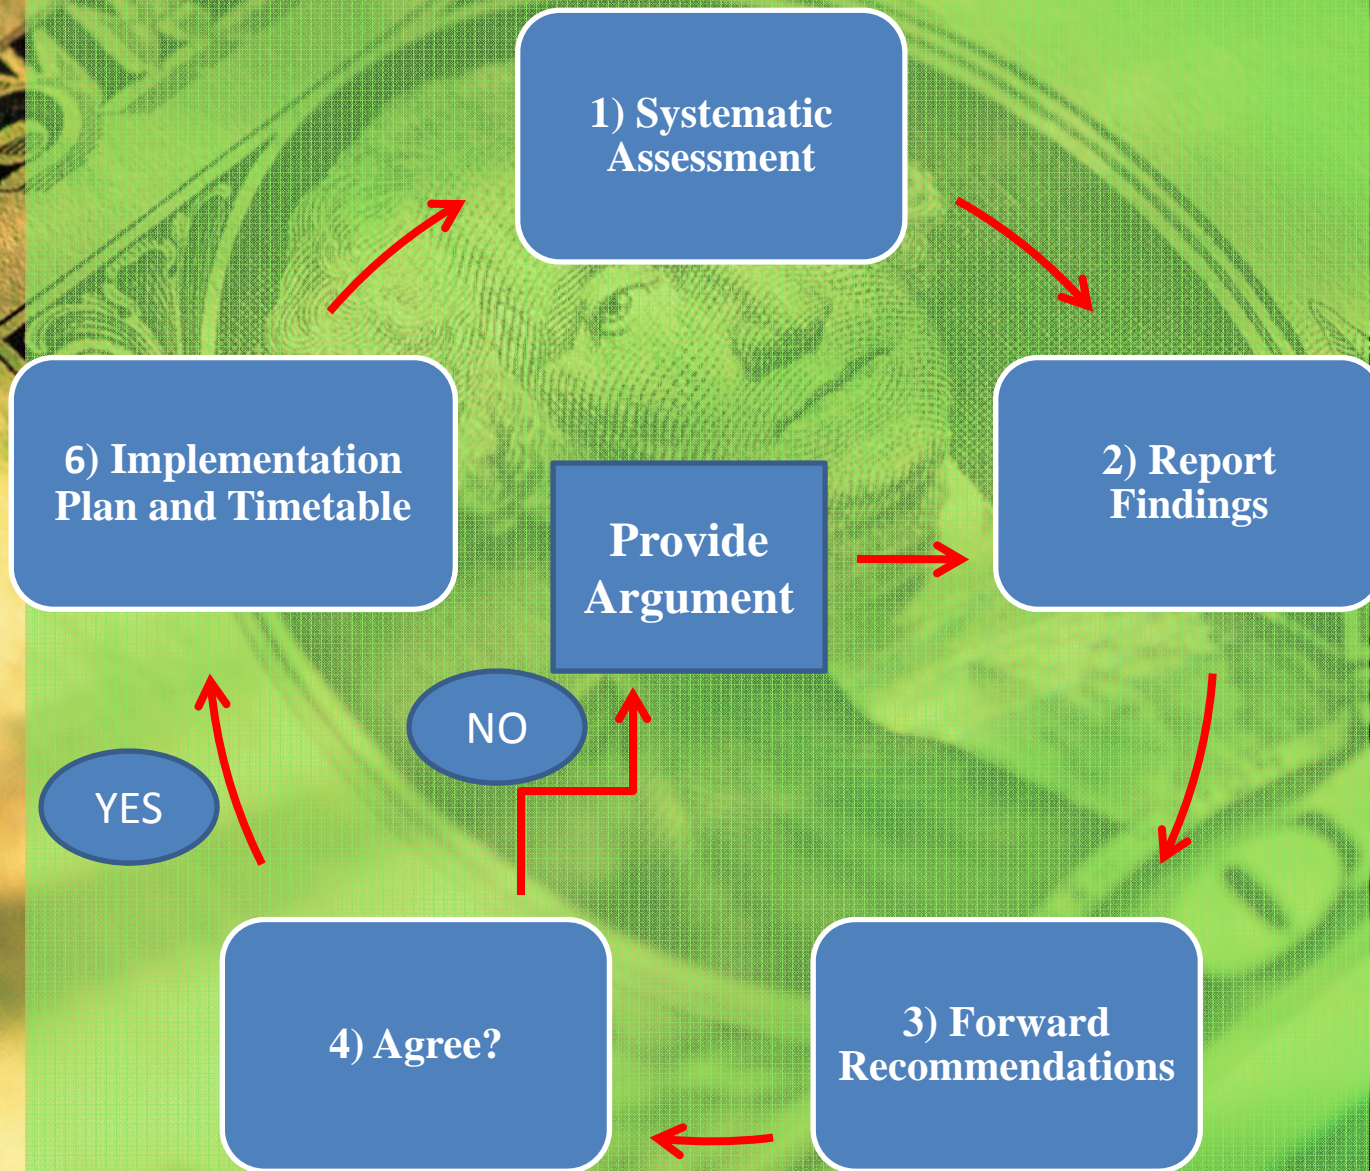 1) Systematic
Assessment
2) Report
Findings
3) Forward
Recommendations
4) Agree?
YES
NO
Provide
Argument
6) Implementation
Plan and Timetable